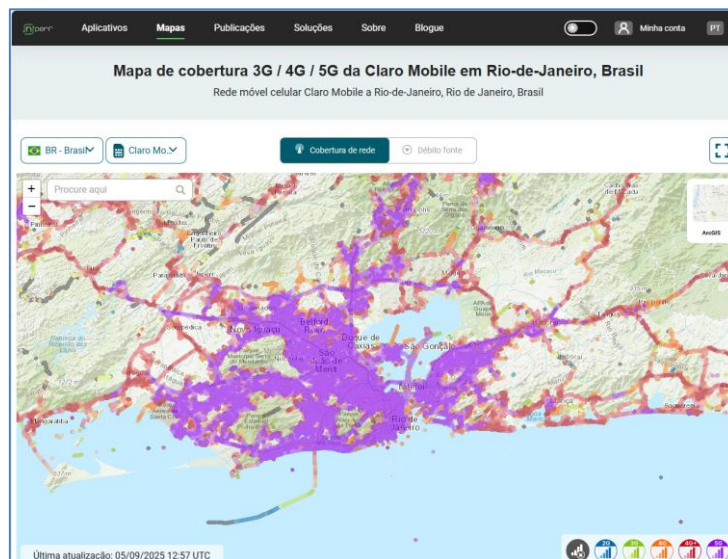 nperf Aplicativos Mapas Publicações Soluções Sobre Blogue Minha conta PT
Mapa de cobertura 3G / 4G / 5G da Claro Mobile em Rio-de-Janeiro, Brasil
Rede móvel celular Claro Mobile a Rio-de-Janeiro, Rio de Janeiro, Brasil
BR - Brasil Claro Mo... Cobertura de rede Débito fonte
+ Procure aqui
−
ArcGIS
Nova Iguaçu
Belford
Roxo
Duque de
Caxias
São
João de
Meriti
São Gonçalo
Niterói
Rio de
Janeiro
Mangaratiba
Última atualização: 05/09/2025 12:57 UTC
2G 3G 4G 4G+ 5G